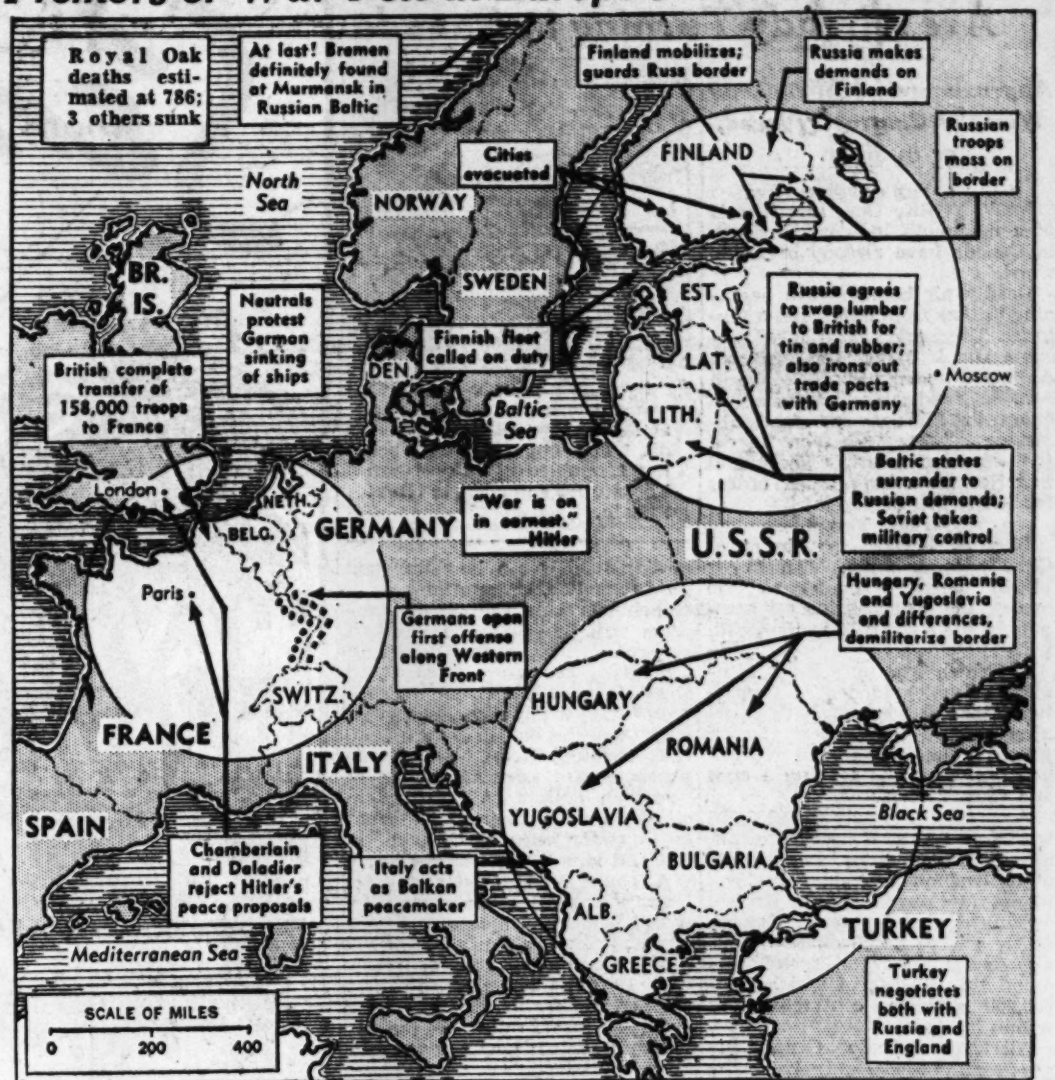 Royal Oak
deaths esti-
mated at 786;
3 others sunk
At last! Bremen
definitely found
at Murmansk in
Russian Baltic
Finland mobilizes;
guards Russ border
Russia makes
demands on
Finland
Russian
troops
mass on
border
Cities
evacuated
FINLAND
North
Sea
NORWAY
SWEDEN
BR.
IS.
Neutrals
protest
German
sinking
of ships
EST.
Russia agrees
to swap lumber
to British for
tin and rubber;
also irons out
trade pacts
with Germany
Finnish fleet
called on duty
DEN.
LAT.
Moscow
British complete
transfer of
158,000 troops
to France
Baltic
Sea
LITH.
Baltic states
surrender to
Russian demands;
Soviet takes
military control
London
NETH.
BELG.
GERMANY
"War is on
in earnest."
—Hitler
U.S.S.R.
Paris
Germans open
first offense
along Western
Front
Hungary, Romania
and Yugoslavia
and differences,
demilitarize border
SWITZ.
HUNGARY
FRANCE
ITALY
ROMANIA
SPAIN
YUGOSLAVIA
Black Sea
BULGARIA
Chamberlain
and Daladier
reject Hitler's
peace proposals
Italy acts
as Balkan
peacemaker
ALB.
TURKEY
Mediterranean Sea
GREECE
Turkey
negotiates
both with
Russia and
England
SCALE OF MILES
0 200 400